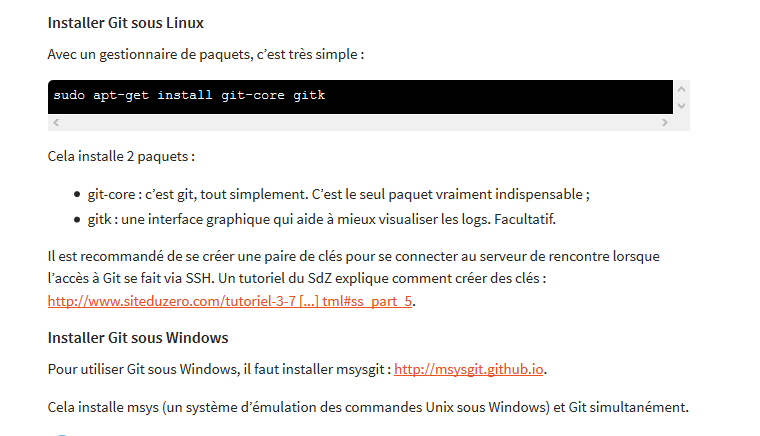 Installer Git sous Linux
Avec un gestionnaire de paquets, c’est très simple :
sudo apt-get install git-core gitk
Cela installe 2 paquets :
• git-core : c’est git, tout simplement. C’est le seul paquet vraiment indispensable ;
• gitk : une interface graphique qui aide à mieux visualiser les logs. Facultatif.
Il est recommandé de se créer une paire de clés pour se connecter au serveur de rencontre lorsque
l’accès à Git se fait via SSH. Un tutoriel du SdZ explique comment créer des clés :
http://www.siteduzero.com/tutoriel-3-7 [...] tml#ss_part_5.
Installer Git sous Windows
Pour utiliser Git sous Windows, il faut installer msysgit : http://msysgit.github.io.
Cela installe msys (un système d’émulation des commandes Unix sous Windows) et Git simultanément.